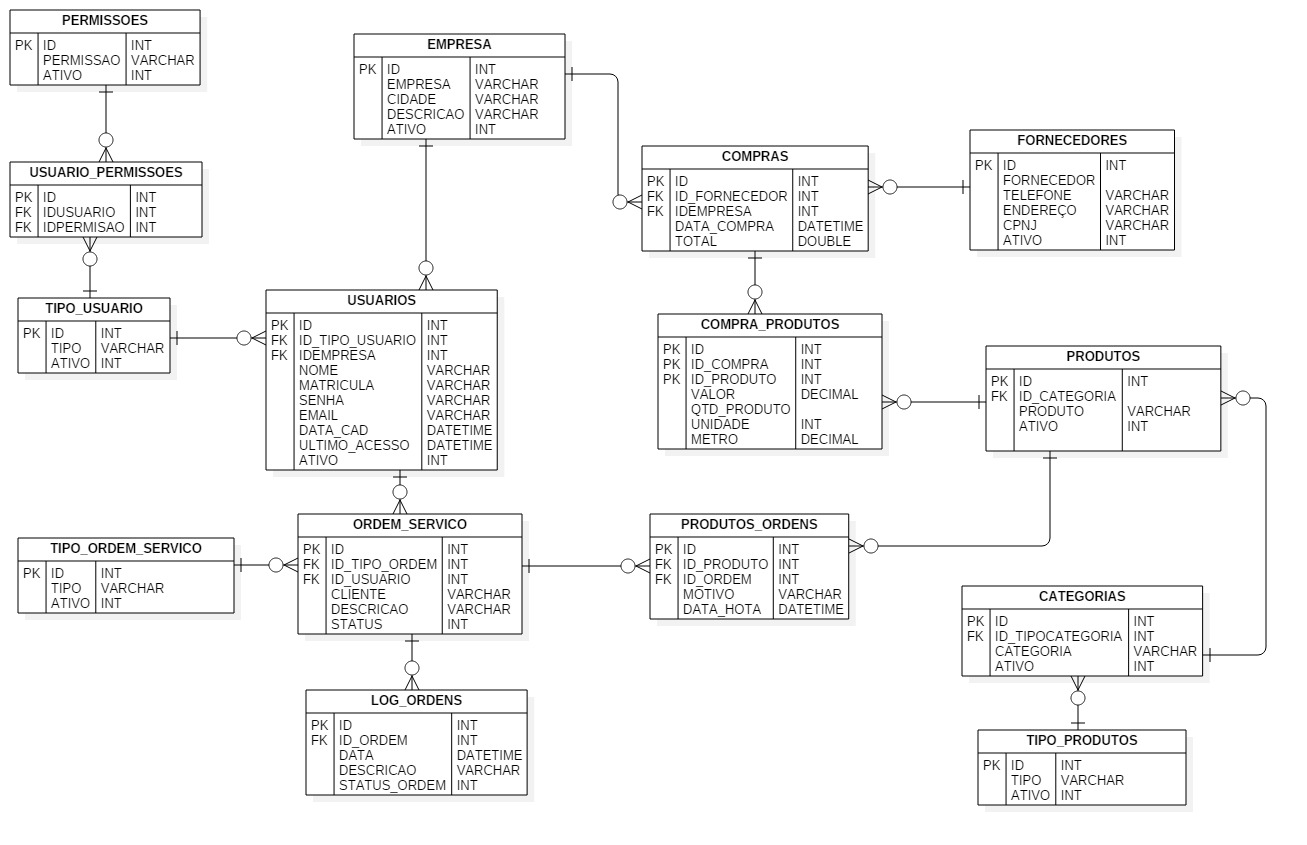 PERMISSOES
PK ID INT
PERMISSAO VARCHAR
ATIVO INT
EMPRESA
PK ID INT
EMPRESA VARCHAR
CIDADE VARCHAR
DESCRICAO VARCHAR
ATIVO INT
FORNECEDORES
PK ID INT
FORNECEDOR
TELEFONE VARCHAR
ENDEREÇO VARCHAR
CPNJ VARCHAR
ATIVO INT
COMPRAS
PK ID INT
FK ID_FORNECEDOR INT
FK IDEMPRESA INT
DATA_COMPRA DATETIME
TOTAL DOUBLE
USUARIO_PERMISSOES
PK ID INT
FK IDUSUARIO INT
FK IDPERMISAO INT
TIPO_USUARIO
PK ID INT
TIPO VARCHAR
ATIVO INT
USUARIOS
PK ID INT
FK ID_TIPO_USUARIO INT
FK IDEMPRESA INT
NOME VARCHAR
MATRICULA VARCHAR
SENHA VARCHAR
EMAIL VARCHAR
DATA_CAD DATETIME
ULTIMO_ACESSO DATETIME
ATIVO INT
COMPRA_PRODUTOS
PK ID INT
PK ID_COMPRA INT
PK ID_PRODUTO INT
VALOR DECIMAL
QTD_PRODUTO
UNIDADE INT
METRO DECIMAL
PRODUTOS
PK ID INT
FK ID_CATEGORIA
PRODUTO VARCHAR
ATIVO INT
TIPO_ORDEM_SERVICO
PK ID INT
TIPO VARCHAR
ATIVO INT
ORDEM_SERVICO
PK ID INT
FK ID_TIPO_ORDEM INT
FK ID_USUARIO INT
CLIENTE VARCHAR
DESCRICAO VARCHAR
STATUS INT
PRODUTOS_ORDENS
PK ID INT
FK ID_PRODUTO INT
FK ID_ORDEM INT
MOTIVO VARCHAR
DATA_HOTA DATETIME
CATEGORIAS
PK ID INT
FK ID_TIPOCATEGORIA INT
CATEGORIA VARCHAR
ATIVO INT
LOG_ORDENS
PK ID INT
FK ID_ORDEM INT
DATA DATETIME
DESCRICAO VARCHAR
STATUS_ORDEM INT
TIPO_PRODUTOS
PK ID INT
TIPO VARCHAR
ATIVO INT